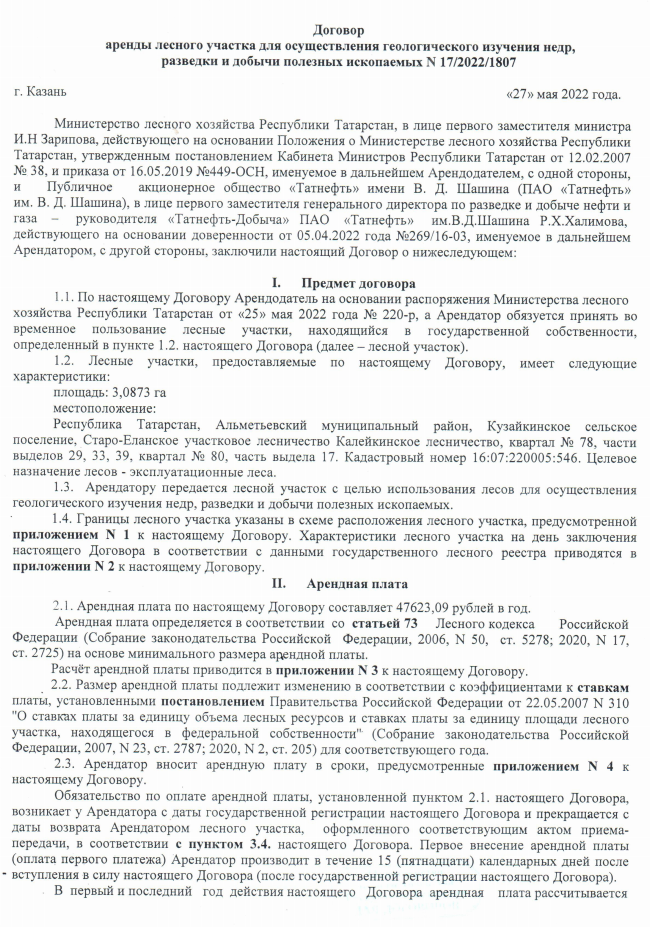 Договор
аренды лесного участка для осуществления геологического изучения недр,
разведки и добычи полезных ископаемых N 17/2022/1807
г. Казань «27» мая 2022 года.
Министерство лесного хозяйства Республики Татарстан, в лице первого заместителя министра
И.Н Зарипова, действующего на основании Положения о Министерстве лесного хозяйства Республики
Татарстан, утвержденным постановлением Кабинета Министров Республики Татарстан от 12.02.2007
№ 38, и приказа от 16.05.2019 №449-ОСН, именуемое в дальнейшем Арендодателем, с одной стороны,
и Публичное акционерное общество «Татнефть» имени В. Д. Шашина (ПАО «Татнефть»
им. В. Д. Шашина), в лице первого заместителя генерального директора по разведке и добыче нефти и
газа – руководителя «Татнефть-Добыча» ПАО «Татнефть» им.В.Д.Шашина Р.Х.Халимова,
действующего на основании доверенности от 05.04.2022 года №269/16-03, именуемое в дальнейшем
Арендатором, с другой стороны, заключили настоящий Договор о нижеследующем:
I. Предмет договора
1.1. По настоящему Договору Арендодатель на основании распоряжения Министерства лесного
хозяйства Республики Татарстан от «25» мая 2022 года № 220-р, а Арендатор обязуется принять во
временное пользование лесные участки, находящийся в государственной собственности,
определенный в пункте 1.2. настоящего Договора (далее – лесной участок).
1.2. Лесные участки, предоставляемые по настоящему Договору, имеет следующие
характеристики:
площадь: 3,0873 га
местоположение:
Республика Татарстан, Альметьевский муниципальный район, Кузайкинское сельское
поселение, Старо-Еланское участковое лесничество Калейкинское лесничество, квартал № 78, части
выделов 29, 33, 39, квартал № 80, часть выдела 17. Кадастровый номер 16:07:220005:546. Целевое
назначение лесов - эксплуатационные леса.
1.3. Арендатору передается лесной участок с целью использования лесов для осуществления
геологического изучения недр, разведки и добычи полезных ископаемых.
1.4. Границы лесного участка указаны в схеме расположения лесного участка, предусмотренной
приложением N 1 к настоящему Договору. Характеристики лесного участка на день заключения
настоящего Договора в соответствии с данными государственного лесного реестра приводятся в
приложении N 2 к настоящему Договору.
II. Арендная плата
2.1. Арендная плата по настоящему Договору составляет 47623,09 рублей в год.
Арендная плата определяется в соответствии со статьей 73 Лесного кодекса Российской
Федерации (Собрание законодательства Российской Федерации, 2006, N 50, ст. 5278; 2020, N 17,
ст. 2725) на основе минимального размера арендной платы.
Расчёт арендной платы приводится в приложении N 3 к настоящему Договору.
2.2. Размер арендной платы подлежит изменению в соответствии с коэффициентами к ставкам
платы, установленными постановлением Правительства Российской Федерации от 22.05.2007 N 310
"О ставках платы за единицу объема лесных ресурсов и ставках платы за единицу площади лесного
участка, находящегося в федеральной собственности" (Собрание законодательства Российской
Федерации, 2007, N 23, ст. 2787; 2020, N 2, ст. 205) для соответствующего года.
2.3. Арендатор вносит арендную плату в сроки, предусмотренные приложением N 4 к
настоящему Договору.
Обязательство по оплате арендной платы, установленной пунктом 2.1. настоящего Договора,
возникает у Арендатора с даты государственной регистрации настоящего Договора и прекращается с
даты возврата Арендатором лесного участка, оформленного соответствующим актом приема-
передачи, в соответствии с пунктом 3.4. настоящего Договора. Первое внесение арендной платы
(оплата первого платежа) Арендатор производит в течение 15 (пятнадцати) календарных дней после
вступления в силу настоящего Договора (после государственной регистрации настоящего Договора).
В первый и последний год действия настоящего Договора арендная плата рассчитывается